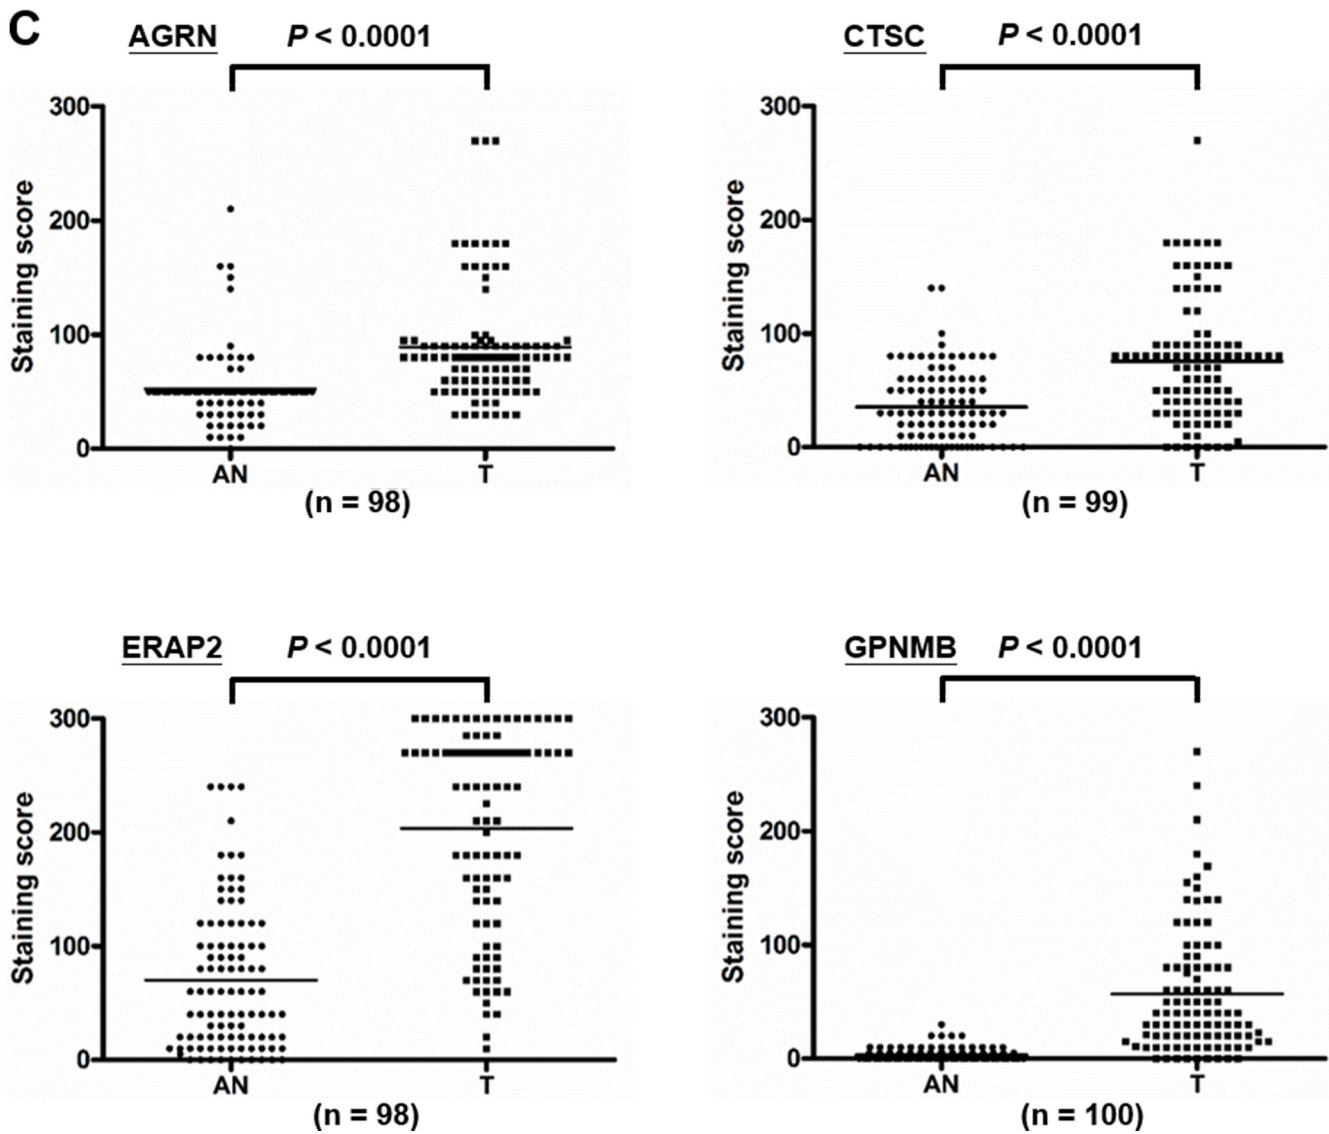 C
AGRN P < 0.0001
300
200
100
0
Staining score
AN T
(n = 98)
CTSC P < 0.0001
300
200
100
0
Staining score
AN T
(n = 99)
ERAP2 P < 0.0001
300
200
100
0
Staining score
AN T
(n = 98)
GPNMB P < 0.0001
300
200
100
0
Staining score
AN T
(n = 100)